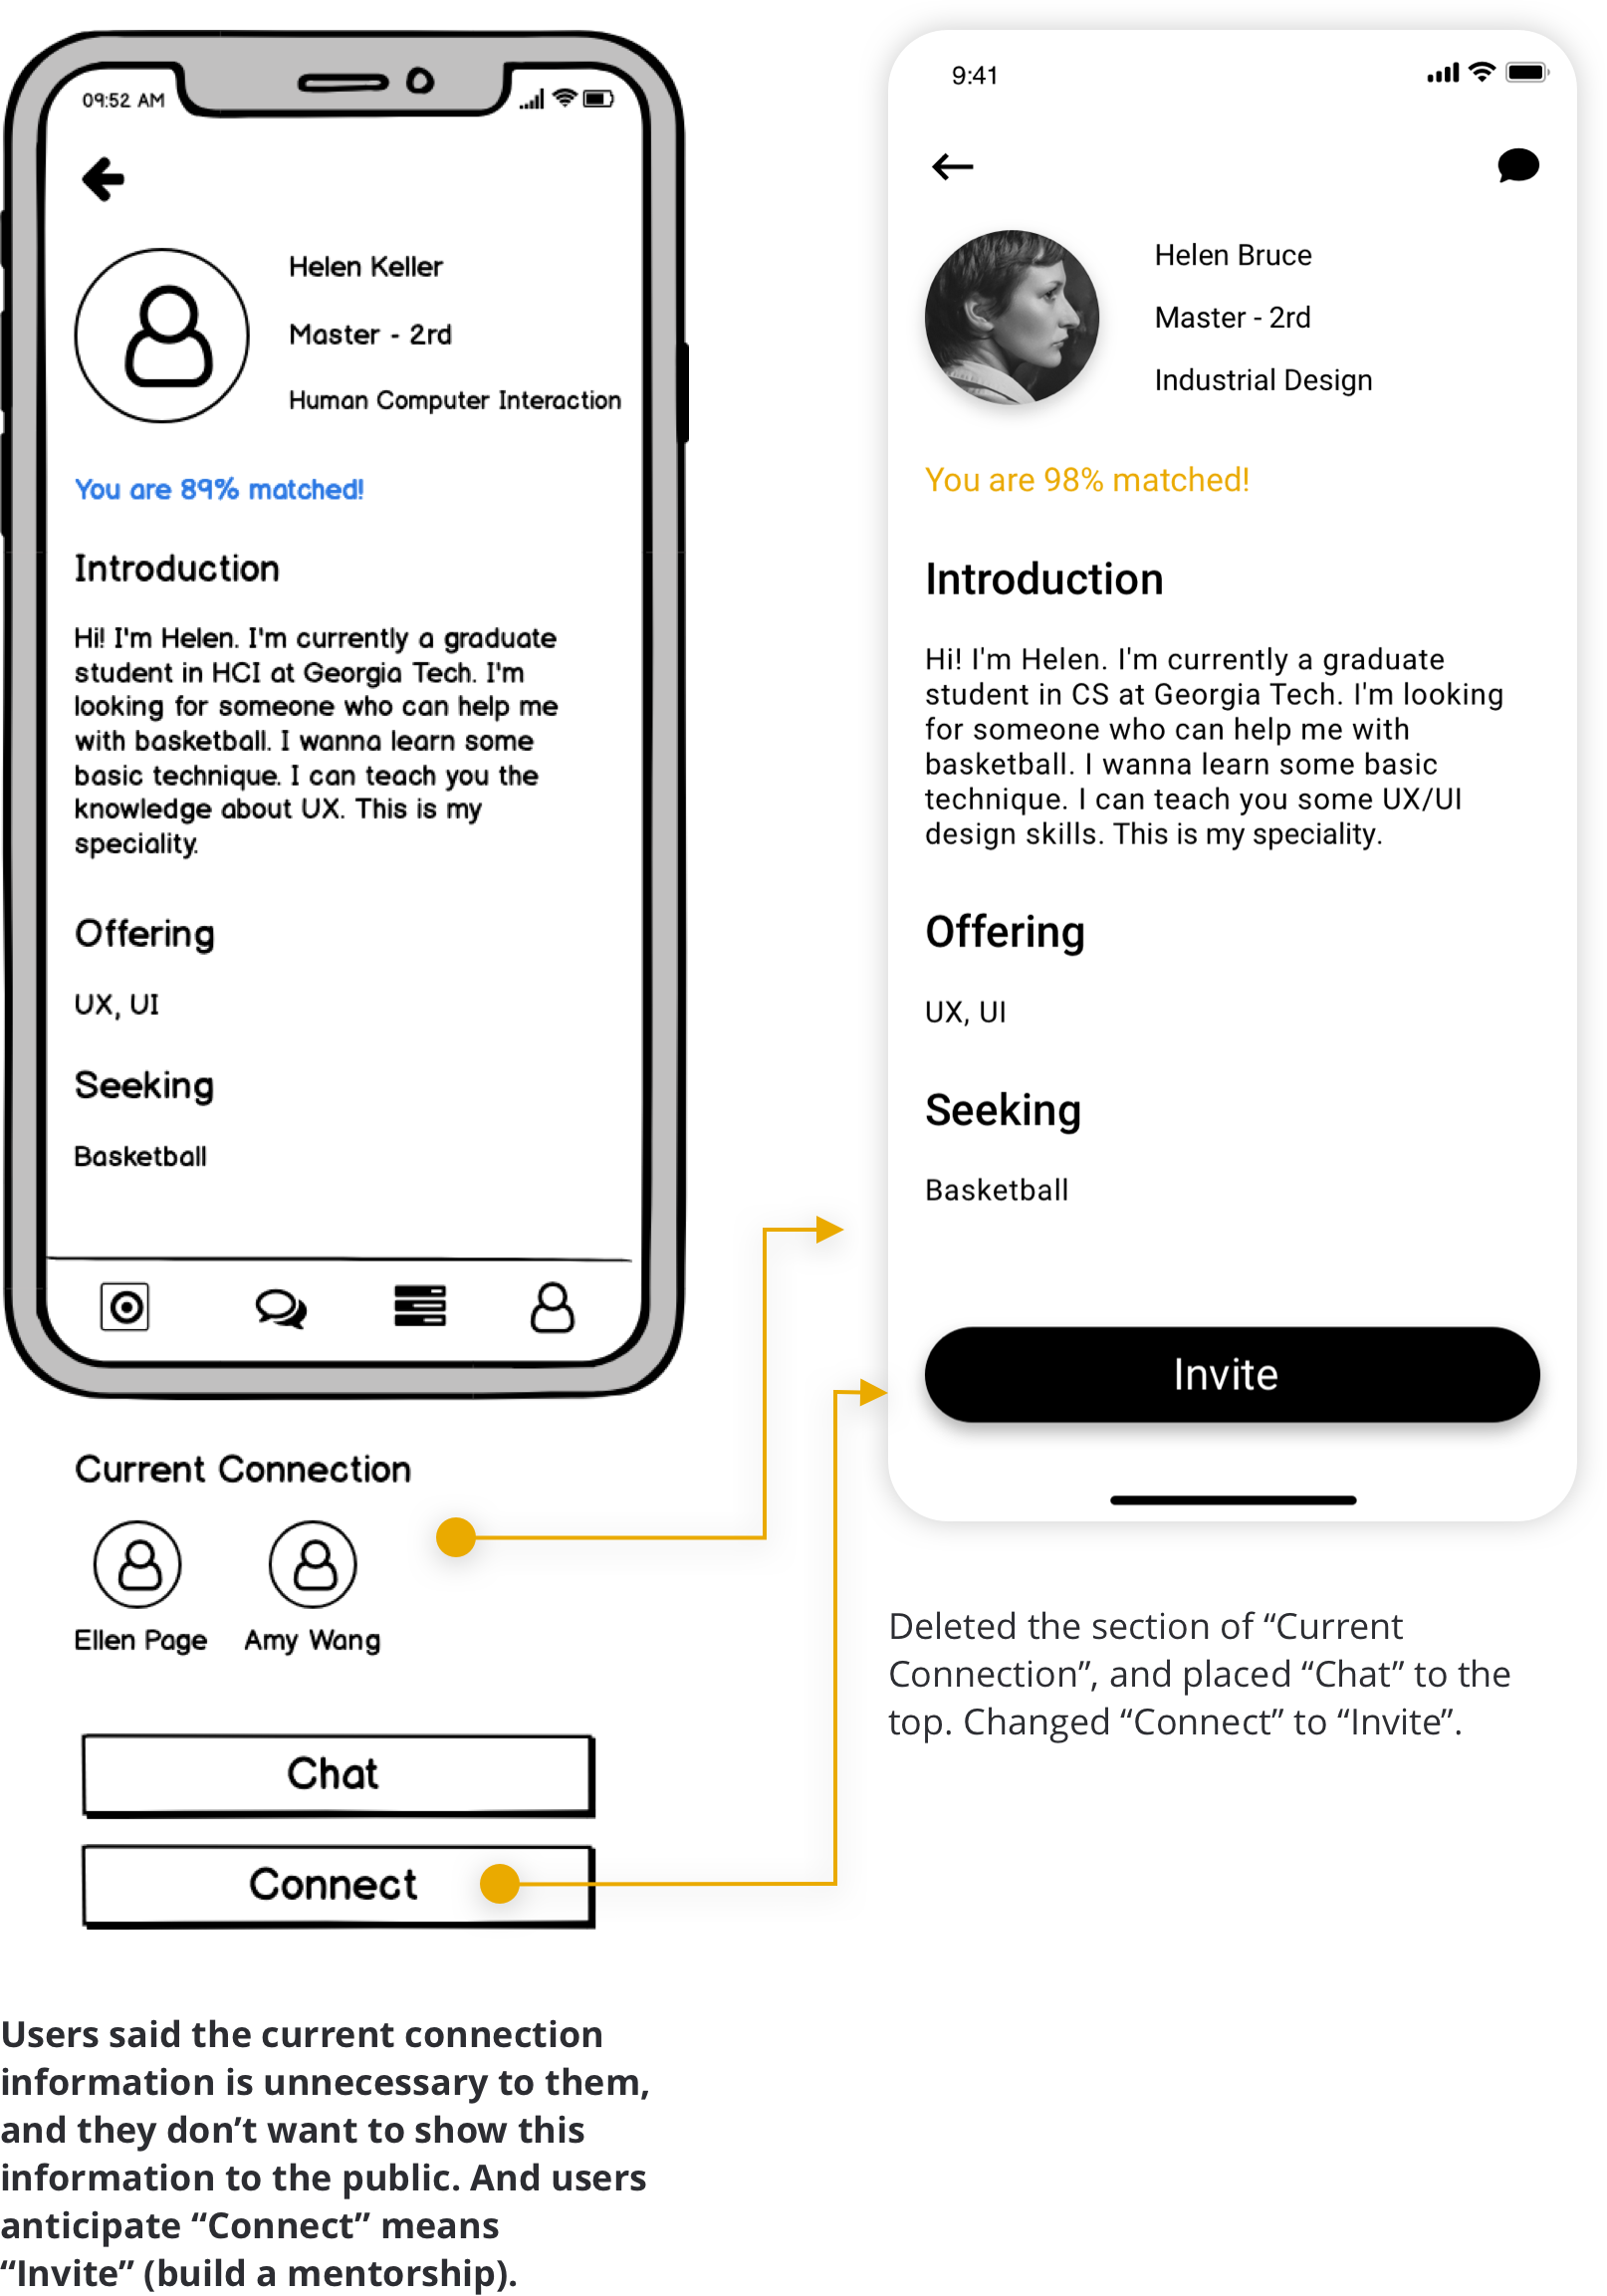 09:52 AM
Helen Keller
Master - 2rd
Human Computer Interaction
You are 89% matched!
Introduction
Hi! I'm Helen. I'm currently a graduate
student in HCI at Georgia Tech. I'm
looking for someone who can help me
with basketball. I wanna learn some
basic technique. I can teach you the
knowledge about UX. This is my
speciality.
Offering
UX, UI
Seeking
Basketball
Current Connection
Ellen Page
Amy Wang
Chat
Connect
Users said the current connection
information is unnecessary to them,
and they don’t want to show this
information to the public. And users
anticipate “Connect” means
“Invite” (build a mentorship).
9:41
Helen Bruce
Master - 2rd
Industrial Design
You are 98% matched!
Introduction
Hi! I'm Helen. I'm currently a graduate
student in CS at Georgia Tech. I'm looking
for someone who can help me with
basketball. I wanna learn some basic
technique. I can teach you some UX/UI
design skills. This is my speciality.
Offering
UX, UI
Seeking
Basketball
Invite
Deleted the section of “Current
Connection”, and placed “Chat” to the
top. Changed “Connect” to “Invite”.